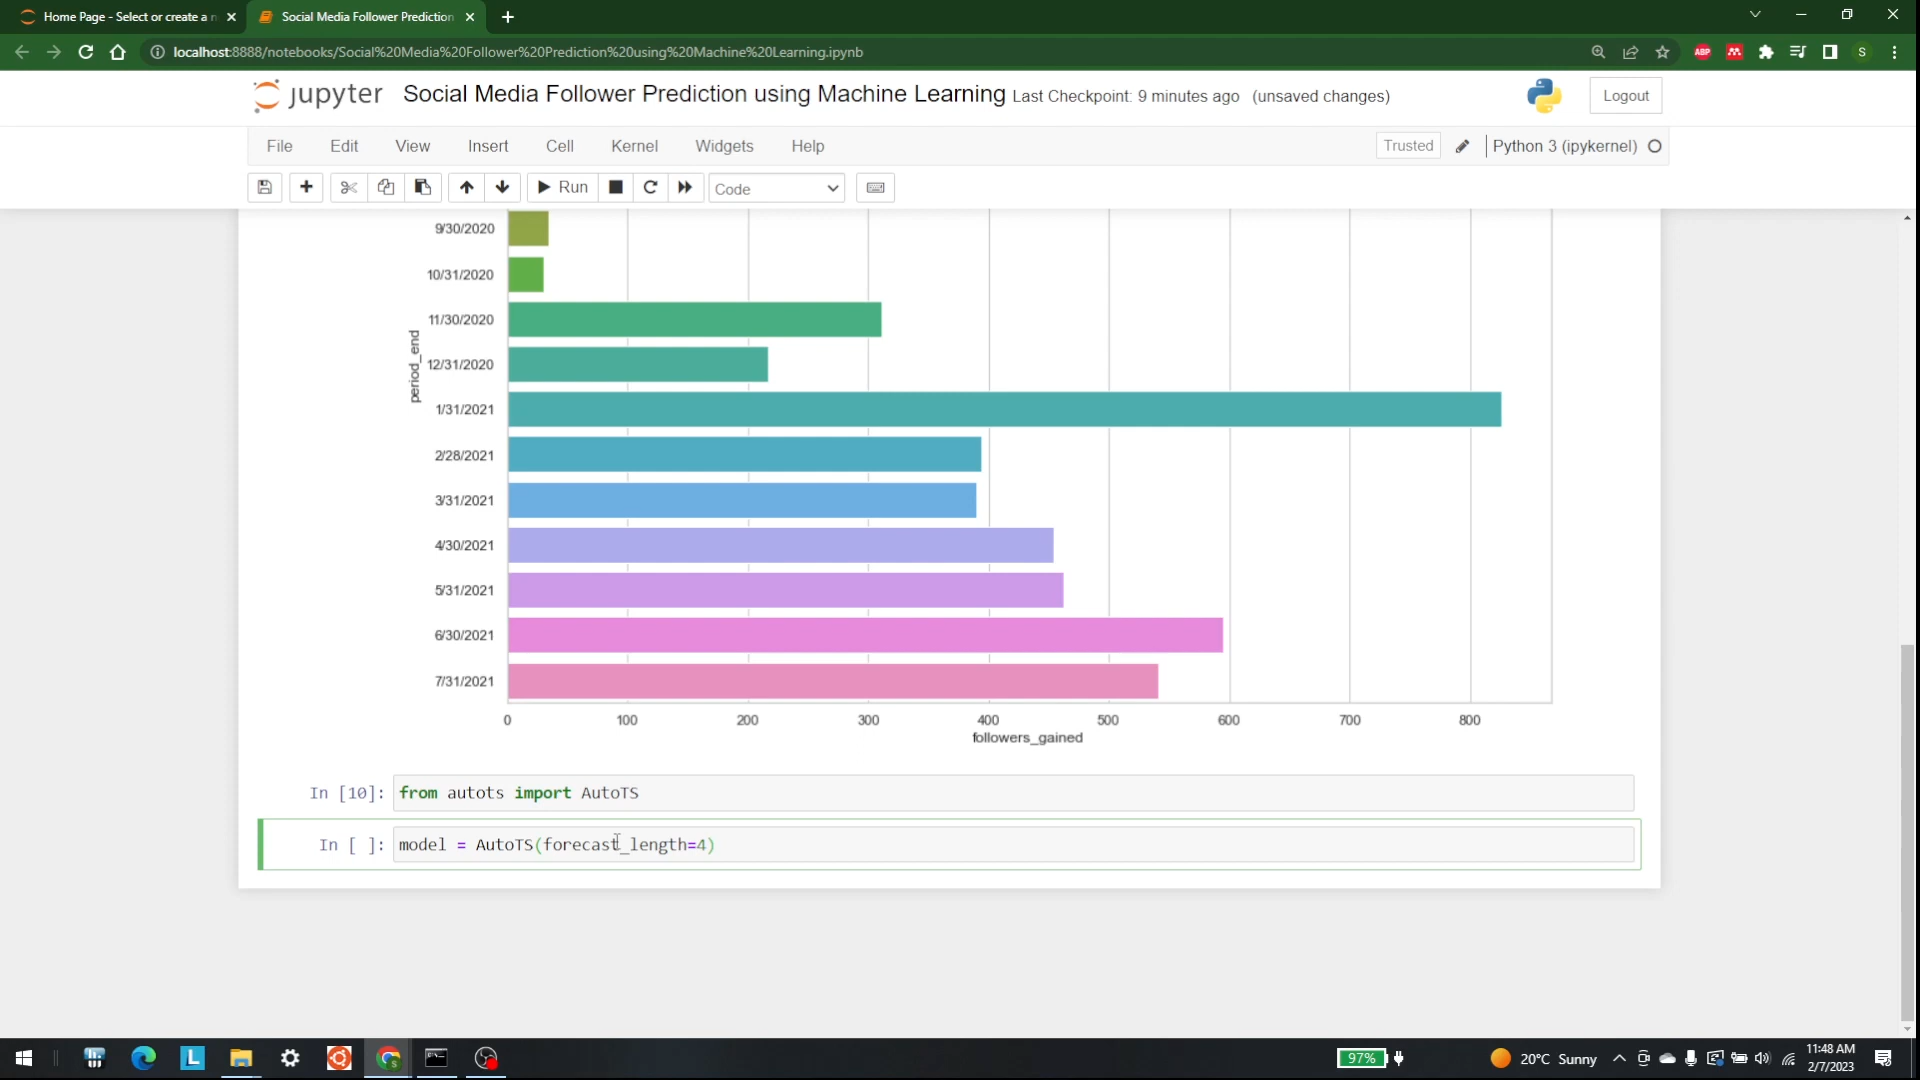 Home Page - Select or create a n
Social Media Follower Prediction
localhost:8888/notebooks/Social%20Media%20Follower%20Prediction%20using%20Machine%20Learning.ipynb
ABP
S
jupyter Social Media Follower Prediction using Machine Learning Last Checkpoint: 9 minutes ago (unsaved changes)
Logout
File Edit View Insert Cell Kernel Widgets Help
Trusted Python 3 (ipykernel)
Run Code
9/30/2020
10/31/2020
11/30/2020
12/31/2020
1/31/2021
2/28/2021
3/31/2021
4/30/2021
5/31/2021
6/30/2021
7/31/2021
period_end
0 100 200 300 400 500 600 700 800
followers_gained
In [10]: from autots import AutoTS
In [ ]: model = AutoTS(forecast_length=4)
L
97% 20°C Sunny
11:48 AM
2/7/2023